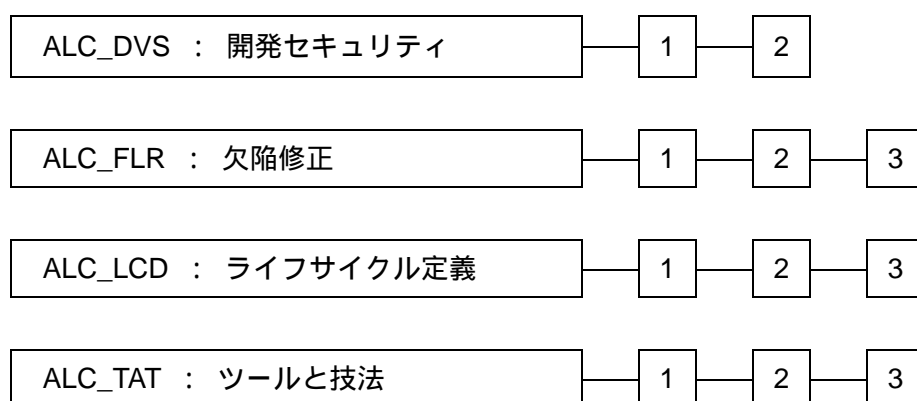 ALC_DVS : 開発セキュリティ 1 2
ALC_FLR : 欠陥修正 1 2 3
ALC_LCD : ライフサイクル定義 1 2 3
ALC_TAT : ツールと技法 1 2 3